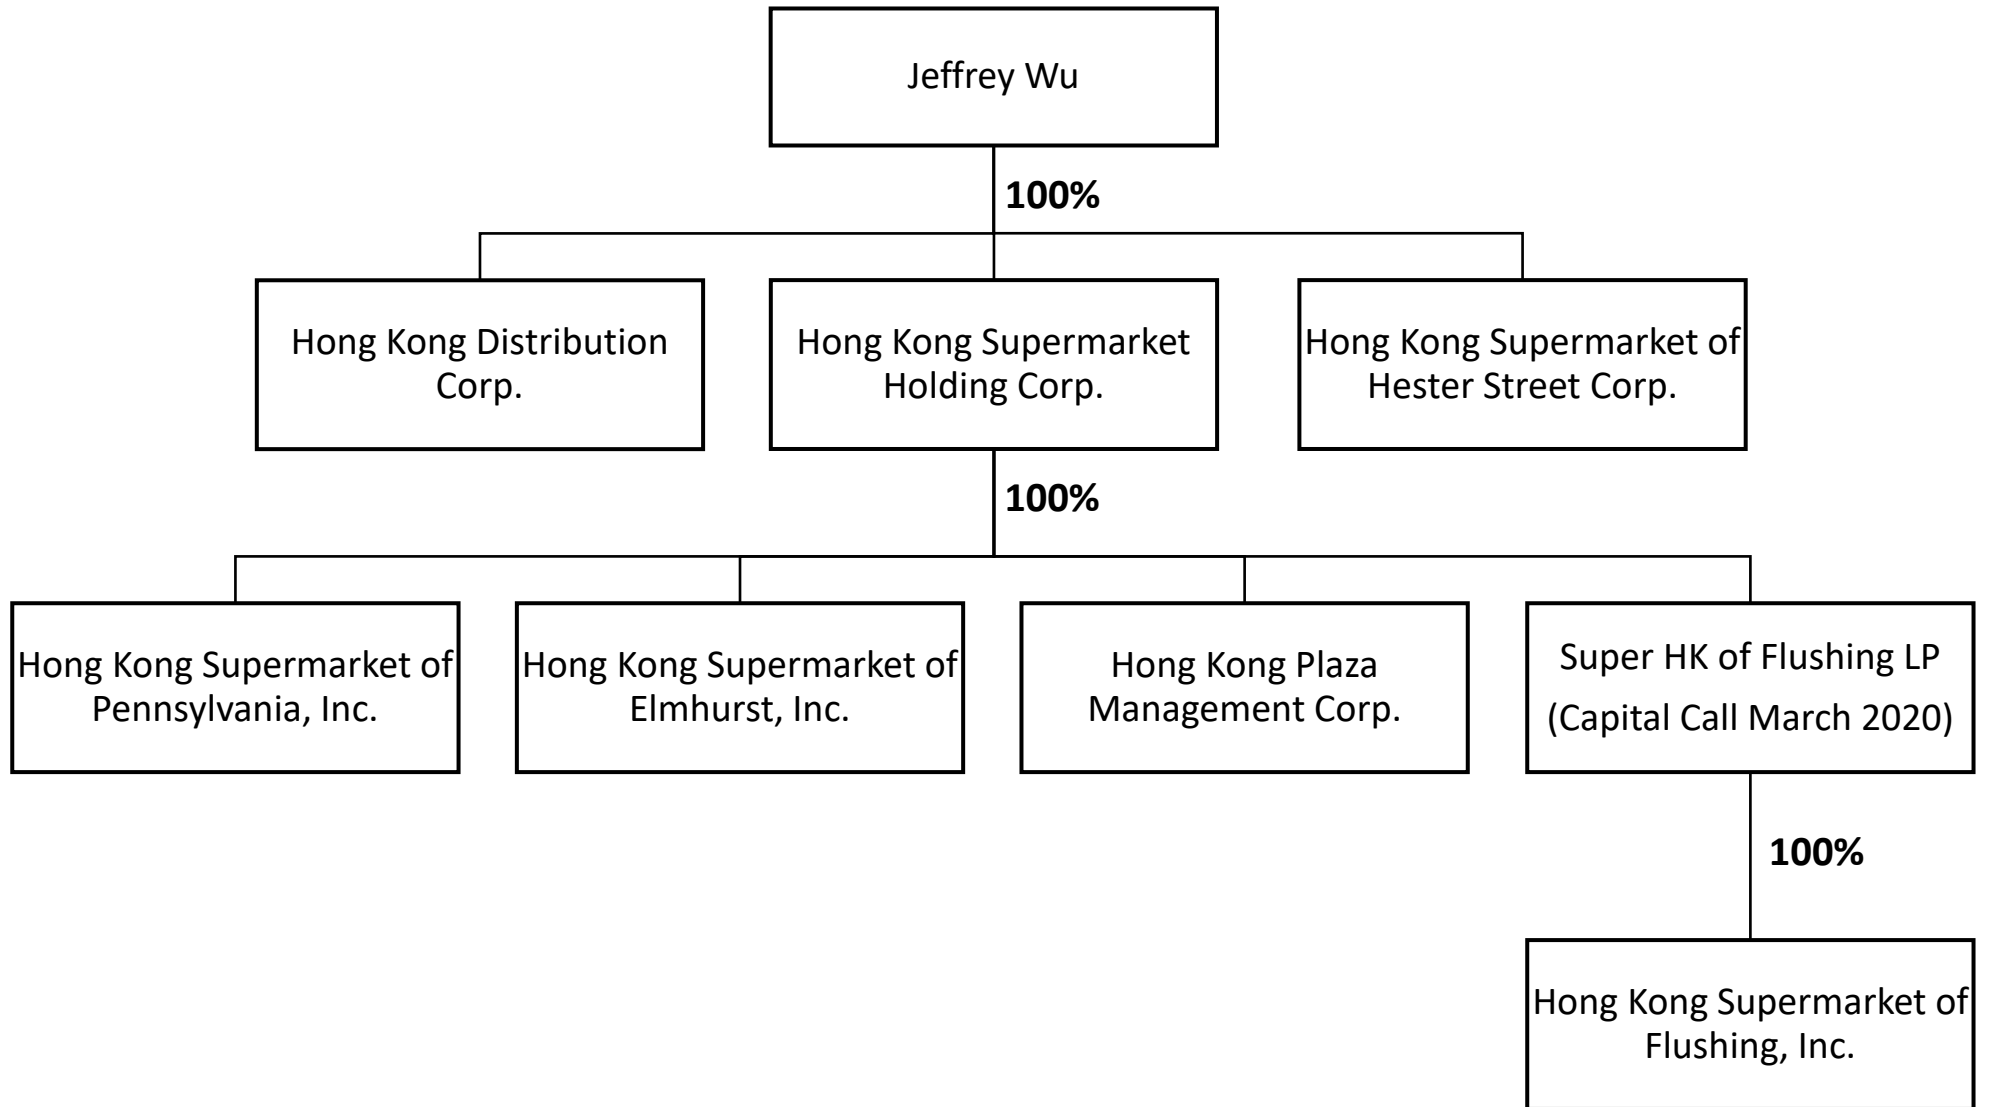 Jeffrey Wu
100%
Hong Kong Distribution
Corp.
Hong Kong Supermarket
Holding Corp.
Hong Kong Supermarket of
Hester Street Corp.
100%
Hong Kong Supermarket of
Pennsylvania, Inc.
Hong Kong Supermarket of
Elmhurst, Inc.
Hong Kong Plaza
Management Corp.
Super HK of Flushing LP
(Capital Call March 2020)
100%
Hong Kong Supermarket of
Flushing, Inc.